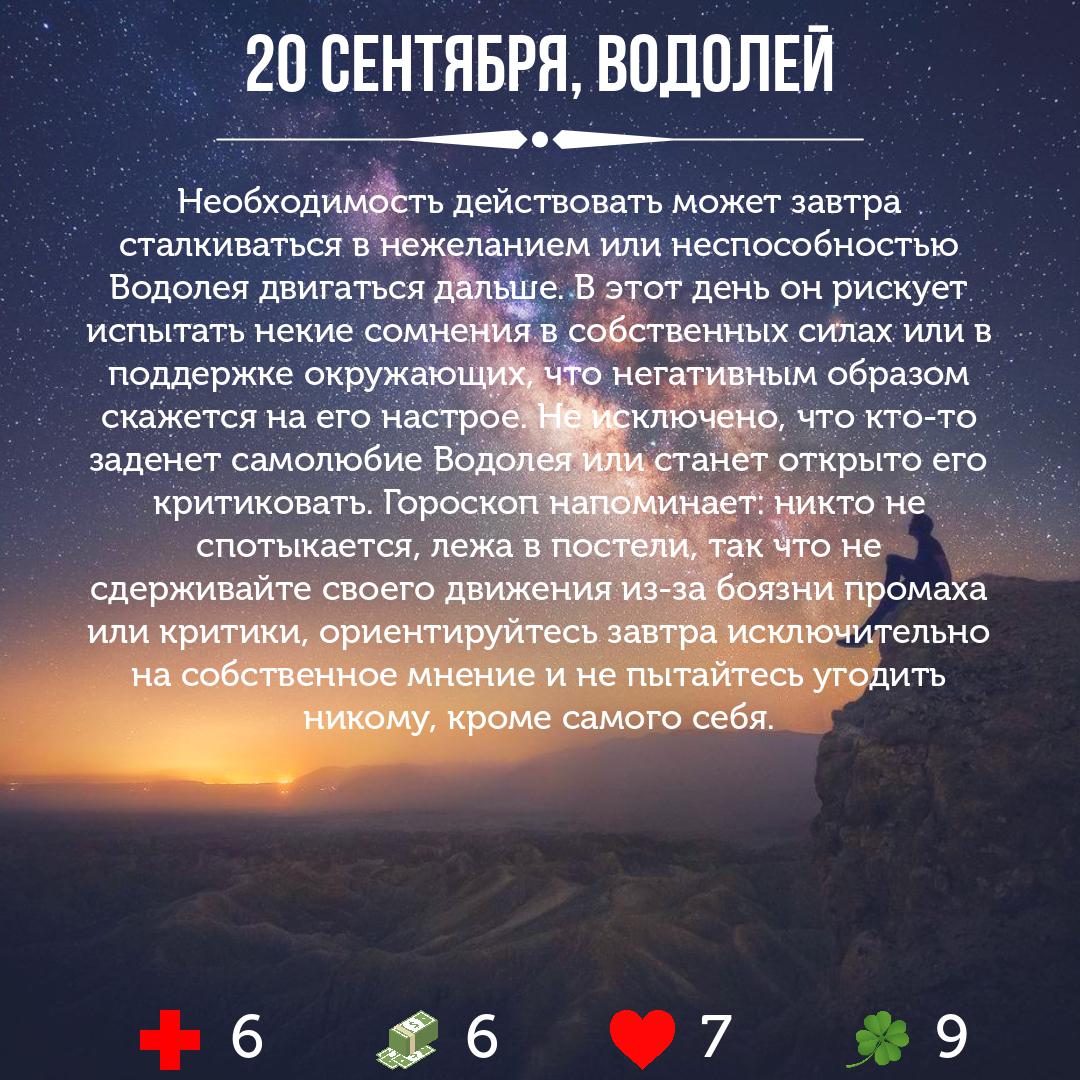 20 СЕНТЯБРЯ, ВОДОЛЕЙ
Необходимость действовать может завтра
сталкиваться в нежеланием или неспособностью
Водолея двигаться дальше. В этот день он рискует
испытать некие сомнения в собственных силах или в
поддержке окружающих, что негативным образом
скажется на его настрое. Не исключено, что кто-то
заденет самолюбие Водолея или станет открыто его
критиковать. Гороскоп напоминает: никто не
спотыкается, лежа в постели, так что не
сдерживайте своего движения из-за боязни промаха
или критики, ориентируйтесь завтра исключительно
на собственное мнение и не пытайтесь угодить
никому, кроме самого себя.
6 6 7 9